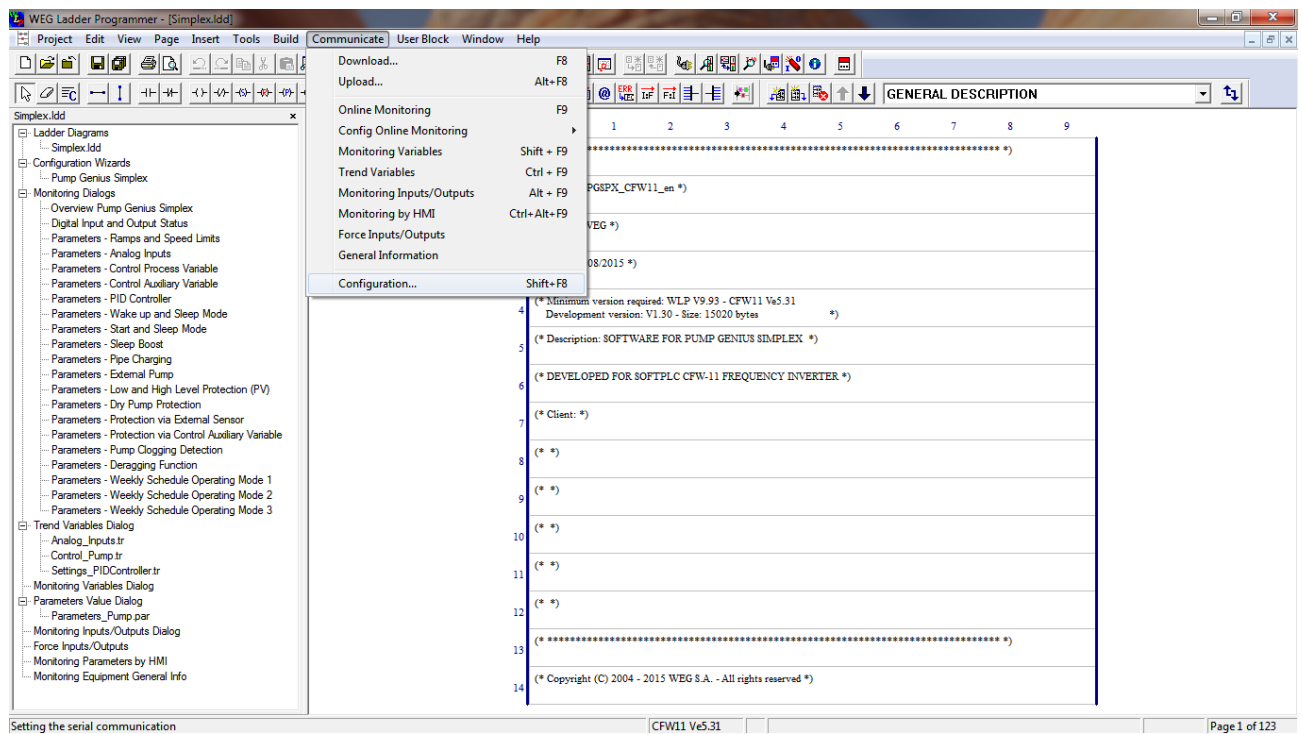 WEG Ladder Programmer - [Simplex.ldd]
Project Edit View Page Insert Tools Build Communicate User Block Window Help
GENERAL DESCRIPTION
Download... F8
Upload... Alt+F8
Online Monitoring F9
Config Online Monitoring
Monitoring Variables Shift + F9
Trend Variables Ctrl + F9
Monitoring Inputs/Outputs Alt + F9
Monitoring by HMI Ctrl+Alt+F9
Force Inputs/Outputs
General Information
Configuration... Shift+F8
Simplex.ldd
Ladder Diagrams
Simplex.ldd
Configuration Wizards
Pump Genius Simplex
Monitoring Dialogs
Overview Pump Genius Simplex
Digital Input and Output Status
Parameters - Ramps and Speed Limits
Parameters - Analog Inputs
Parameters - Control Process Variable
Parameters - Control Auxiliary Variable
Parameters - PID Controller
Parameters - Wake up and Sleep Mode
Parameters - Start and Sleep Mode
Parameters - Sleep Boost
Parameters - Pipe Charging
Parameters - External Pump
Parameters - Low and High Level Protection (PV)
Parameters - Dry Pump Protection
Parameters - Protection via External Sensor
Parameters - Protection via Control Auxiliary Variable
Parameters - Pump Clogging Detection
Parameters - Deragging Function
Parameters - Weekly Schedule Operating Mode 1
Parameters - Weekly Schedule Operating Mode 2
Parameters - Weekly Schedule Operating Mode 3
Trend Variables Dialog
Analog_Inputs.tr
Control_Pump.tr
Settings_PIDController.tr
Monitoring Variables Dialog
Parameters Value Dialog
Parameters_Pump.par
Monitoring Inputs/Outputs Dialog
Force Inputs/Outputs
Monitoring Parameters by HMI
Monitoring Equipment General Info
1 2 3 4 5 6 7 8 9
*)
PGSPX_CFW11_en *)
WEG *)
08/2015 *)
4 (* Minimum version required: WLP V9.93 - CFW11 Ve5.31
Development version: V1.30 - Size: 15020 bytes *)
5 (* Description: SOFTWARE FOR PUMP GENIUS SIMPLEX *)
6 (* DEVELOPED FOR SOFTPLC CFW-11 FREQUENCY INVERTER *)
7 (* Client: *)
8 (* *)
9 (* *)
10 (* *)
11 (* *)
12 (* *)
13 (* ******************************************************************************** *)
14 (* Copyright (C) 2004 - 2015 WEG S.A. - All rights reserved *)
Setting the serial communication CFW11 Ve5.31 Page 1 of 123